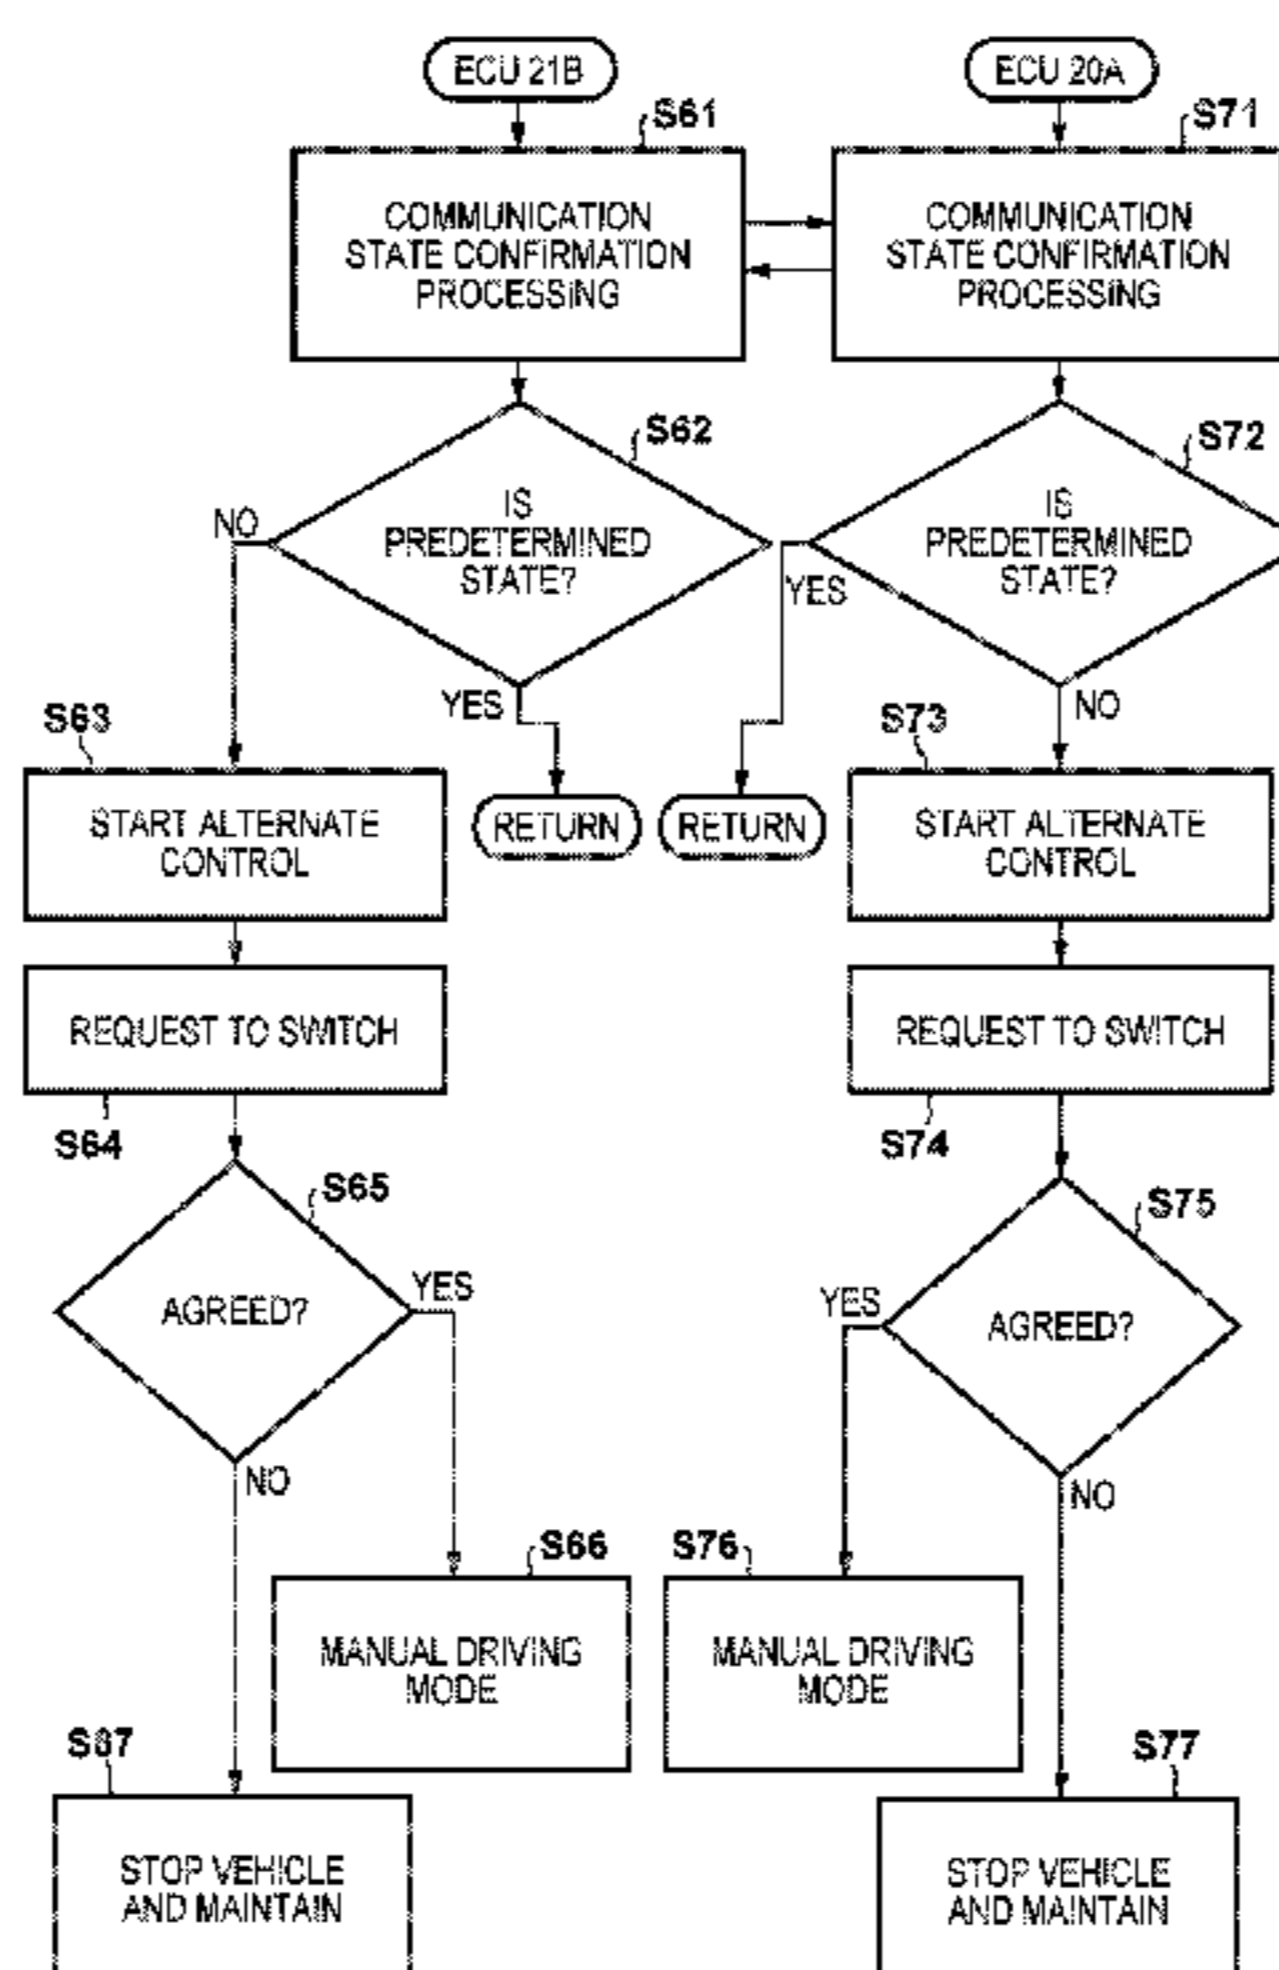 ECU 21B
ECU 20A
S61
S71
COMMUNICATION
STATE CONFIRMATION
PROCESSING
COMMUNICATION
STATE CONFIRMATION
PROCESSING
S62
S72
IS
PREDETERMINED
STATE?
NO
YES
IS
PREDETERMINED
STATE?
YES
NO
S63
S73
START ALTERNATE
CONTROL
RETURN
RETURN
START ALTERNATE
CONTROL
REQUEST TO SWITCH
REQUEST TO SWITCH
S64
S74
S65
S75
AGREED?
YES
NO
YES
AGREED?
NO
S66
S76
MANUAL DRIVING
MODE
MANUAL DRIVING
MODE
S67
S77
STOP VEHICLE
AND MAINTAIN
STOP VEHICLE
AND MAINTAIN